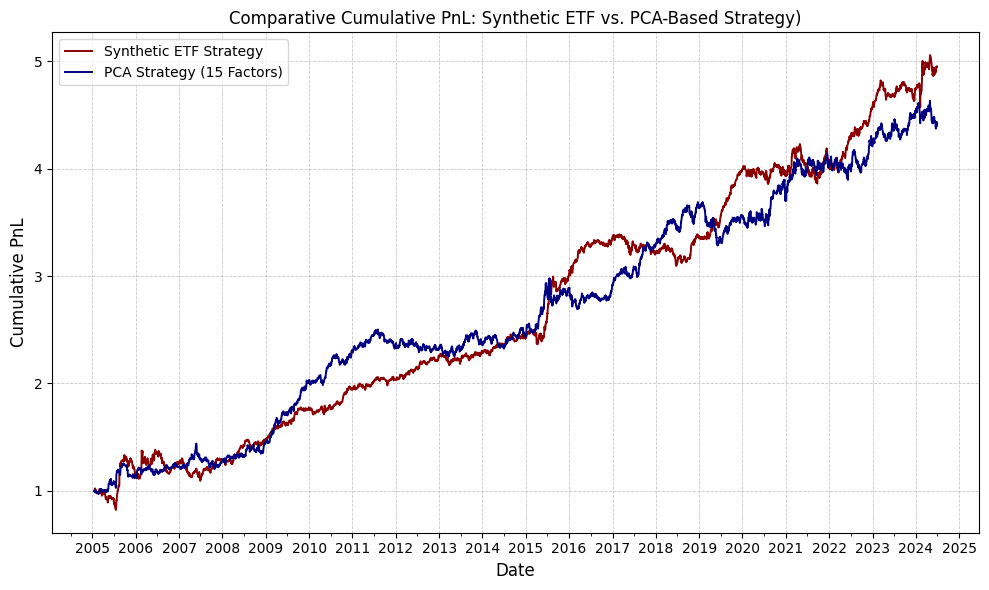 Comparative Cumulative PnL: Synthetic ETF vs. PCA-Based Strategy)
Synthetic ETF Strategy
PCA Strategy (15 Factors)
Cumulative PnL
5
4
3
2
1
2005 2006 2007 2008 2009 2010 2011 2012 2013 2014 2015 2016 2017 2018 2019 2020 2021 2022 2023 2024 2025
Date